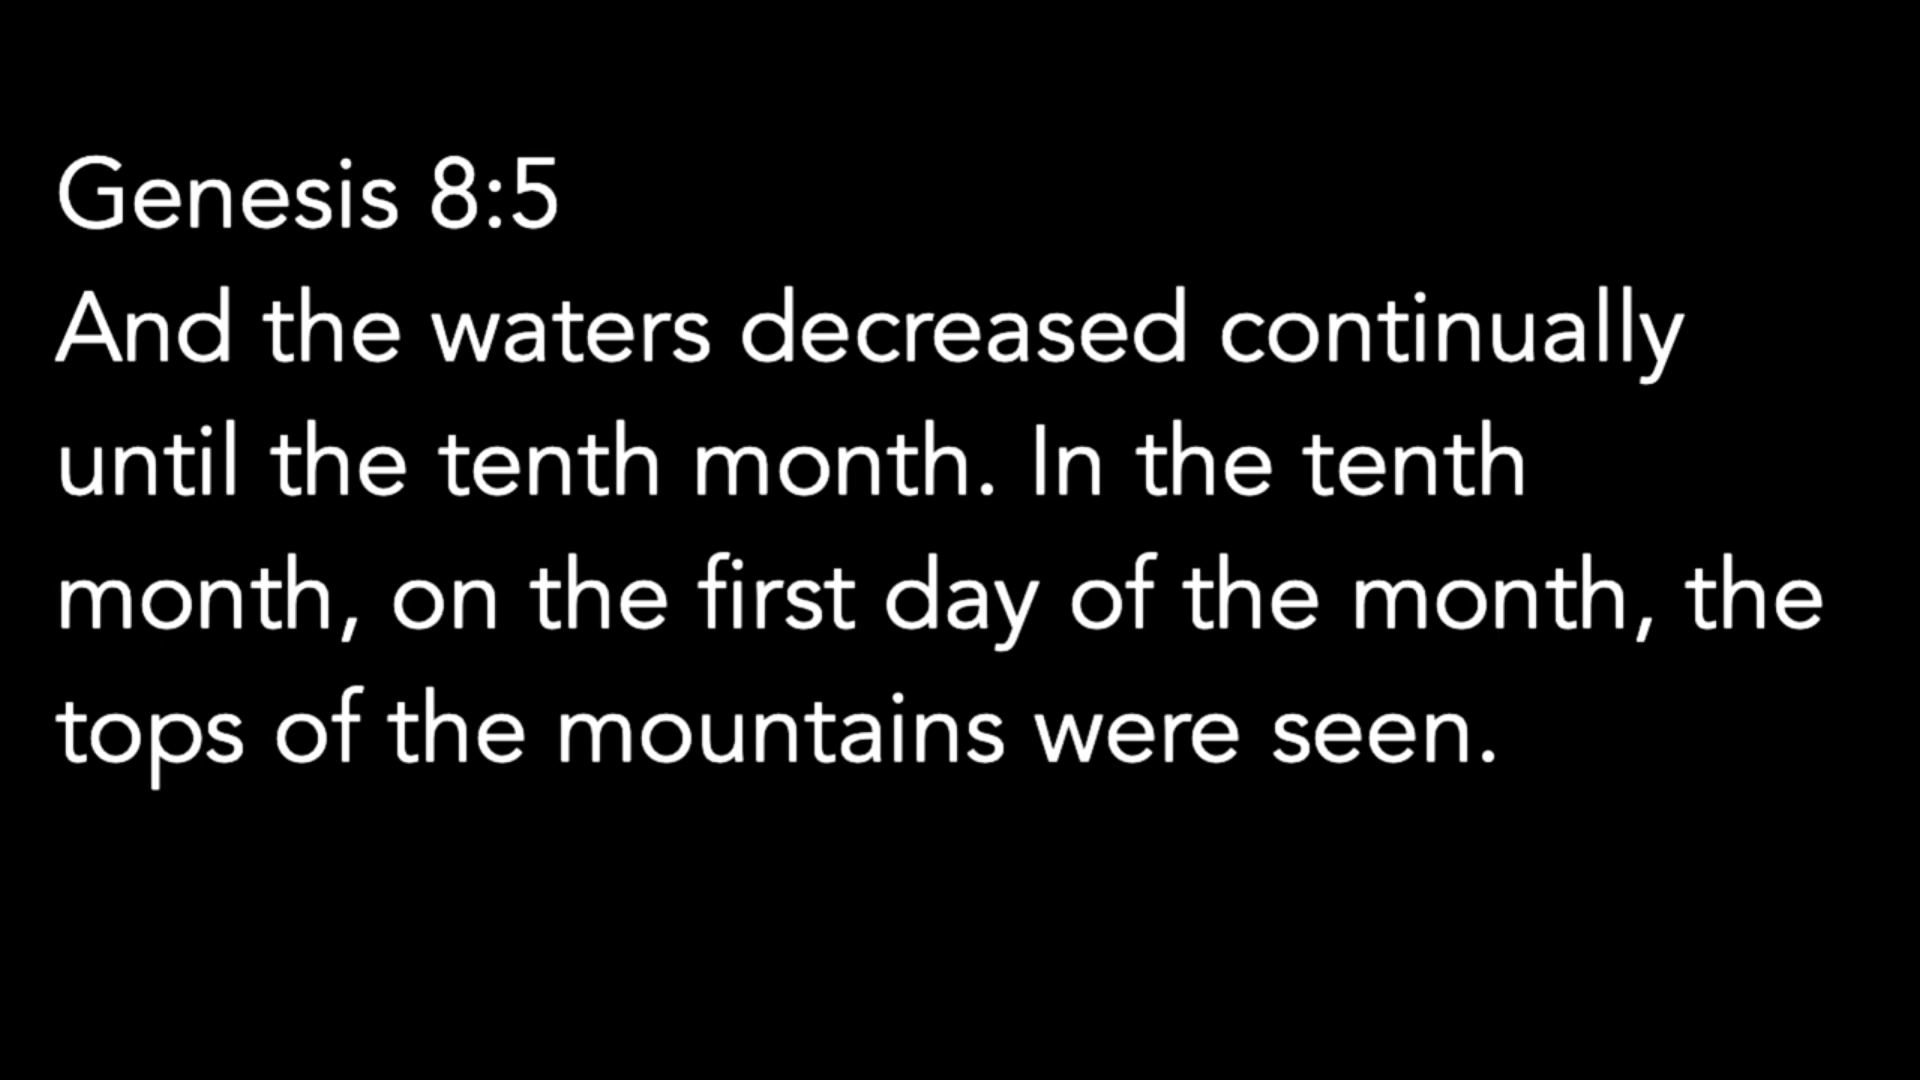 Genesis 8:5
And the waters decreased continually
until the tenth month. In the tenth
month, on the first day of the month, the
tops of the mountains were seen.